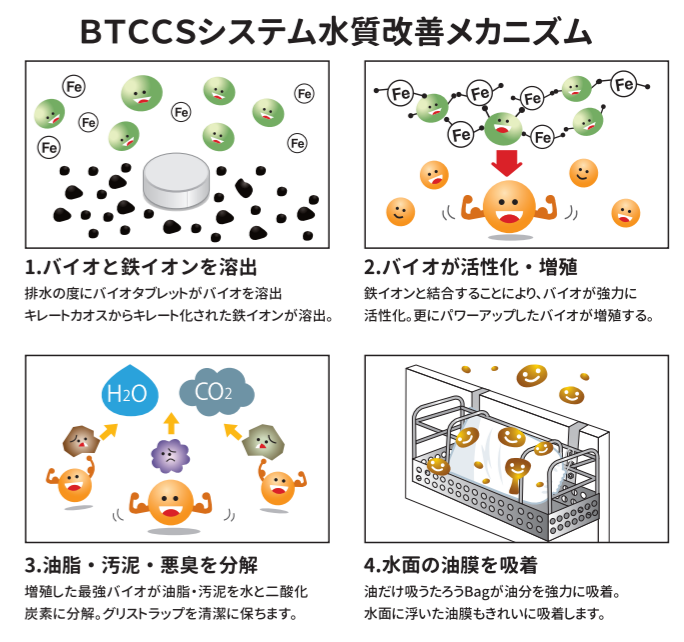 BTCCSシステム水質改善メカニズム
Fe
Fe
Fe
Fe
Fe
Fe
Fe Fe Fe Fe
Fe Fe
1.バイオと鉄イオンを溶出
排水の度にバイオタブレットがバイオを溶出
キレートカオスからキレート化された鉄イオンが溶出。
2.バイオが活性化・増殖
鉄イオンと結合することにより、バイオが強力に
活性化。更にパワーアップしたバイオが増殖する。
H2O CO2
3.油脂・汚泥・悪臭を分解
増殖した最強バイオが油脂・汚泥を水と二酸化
炭素に分解。グリストラップを清潔に保ちます。
4.水面の油膜を吸着
油だけ吸うたろうBagが油分を強力に吸着。
水面に浮いた油膜もきれいに吸着します。